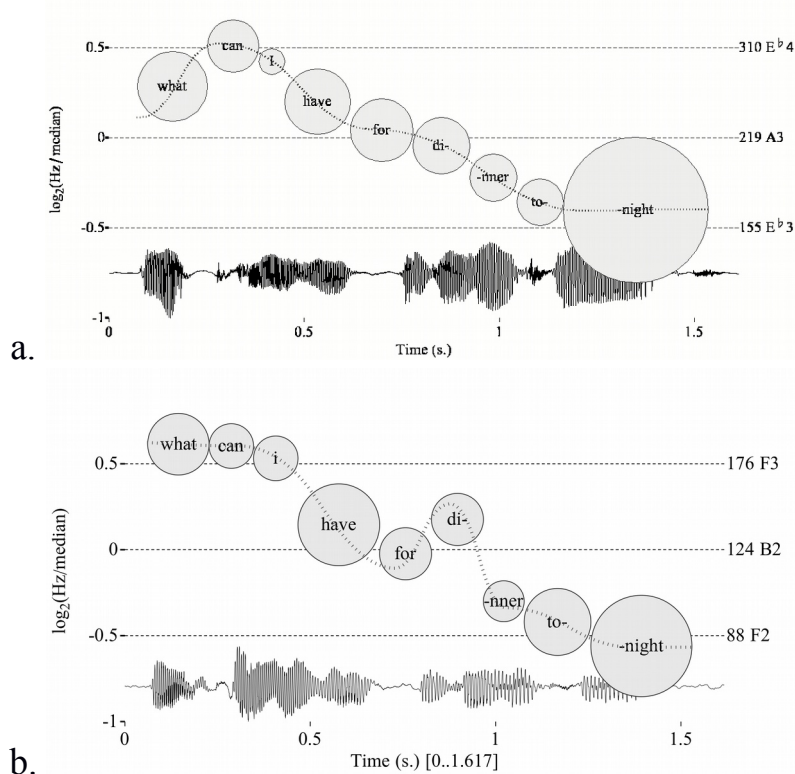 0.5
can
310 E♭4
I
what
have
for
0
219 A3
di-
-nner
to-
-night
-0.5
155 E♭3
log2(Hz/median)
-1
0
0.5
1
1.5
Time (s.)
a.
what
can
i
0.5
176 F3
have
di-
for
0
124 B2
-nner
to-
-night
-0.5
88 F2
log2(Hz/median)
-1
0
0.5
1
1.5
Time (s.) [0..1.617]
b.